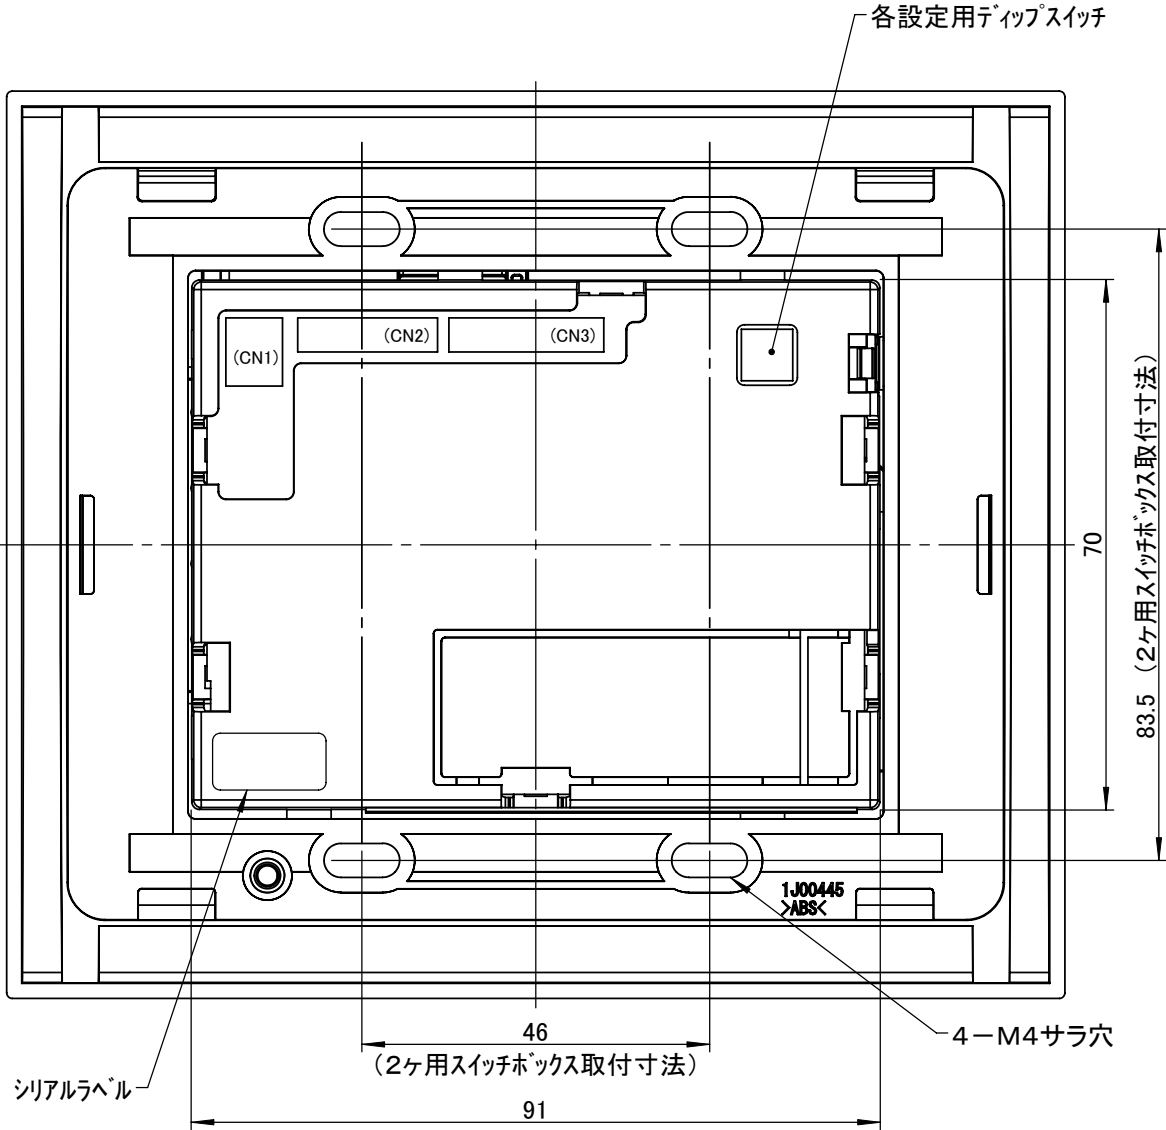 各設定用ディップスイッチ
(CN1)
(CN2)
(CN3)
70
83.5 (2ヶ用スイッチボックス取付寸法)
1J00445
>ABS<
46
(2ヶ用スイッチボックス取付寸法)
4－M4サラ穴
シリアルラベル
91